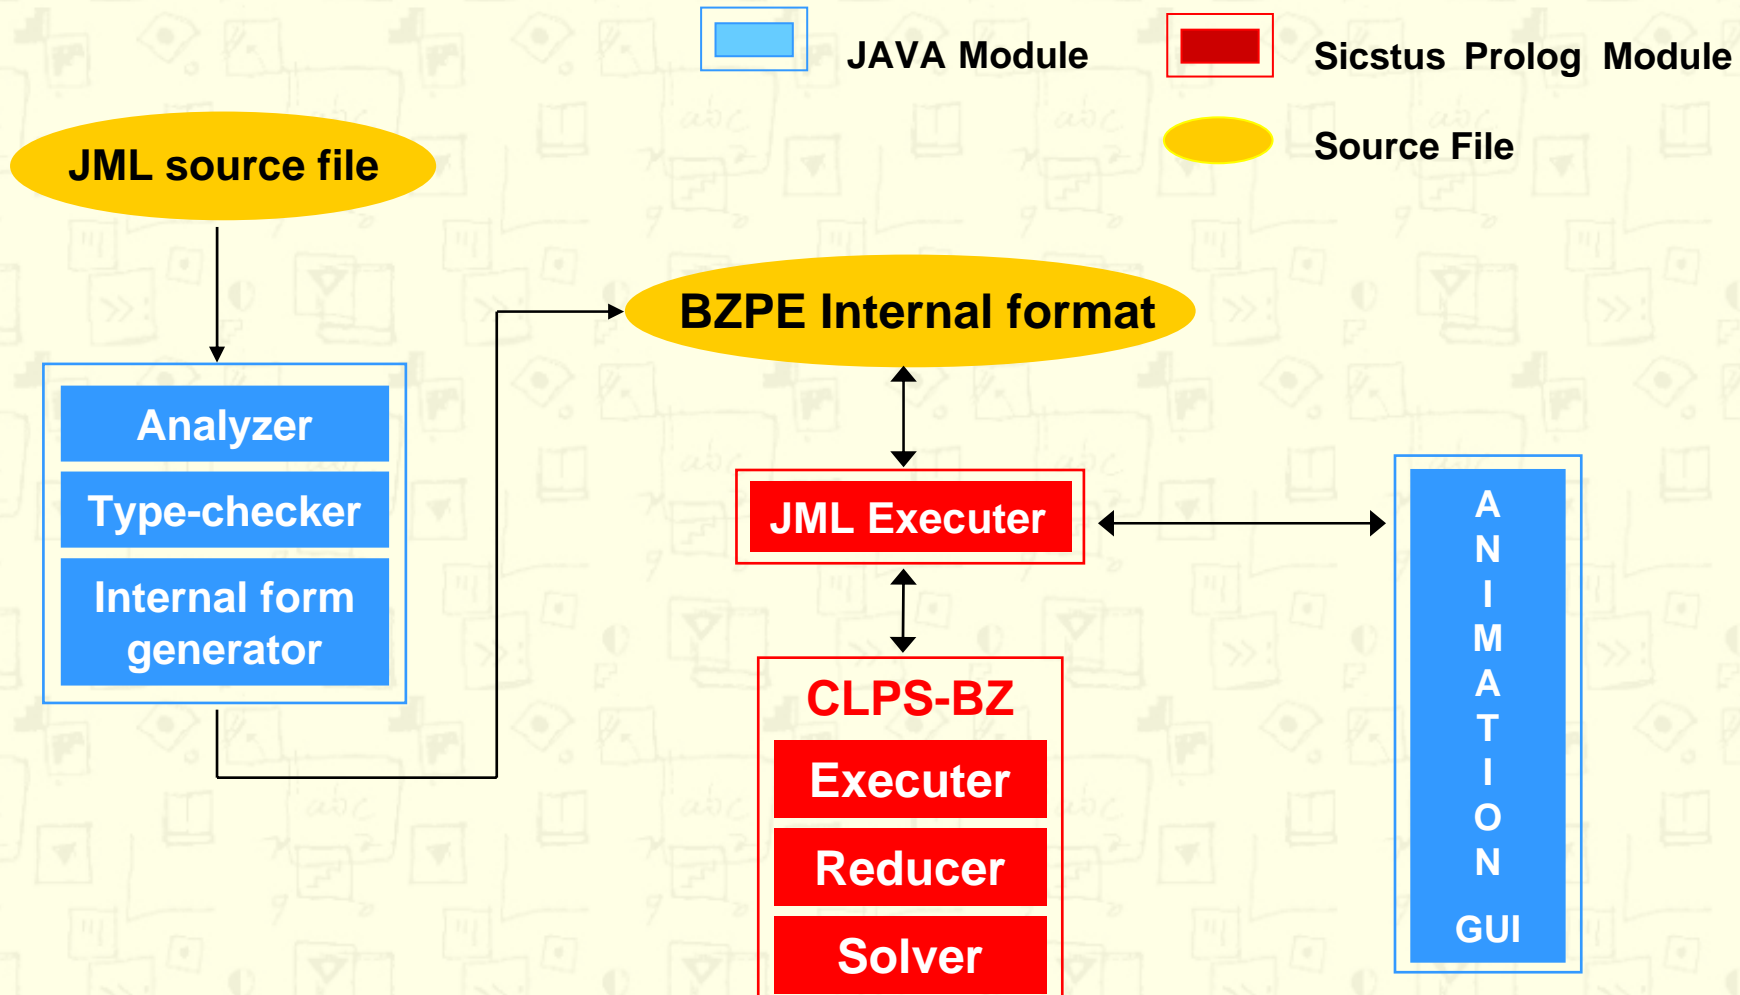 JAVA Module
Sicstus Prolog Module
Source File
JML source file
BZPE Internal format
Analyzer
Type-checker
Internal form
generator
JML Executer
CLPS-BZ
Executer
Reducer
Solver
A
N
I
M
A
T
I
O
N
GUI